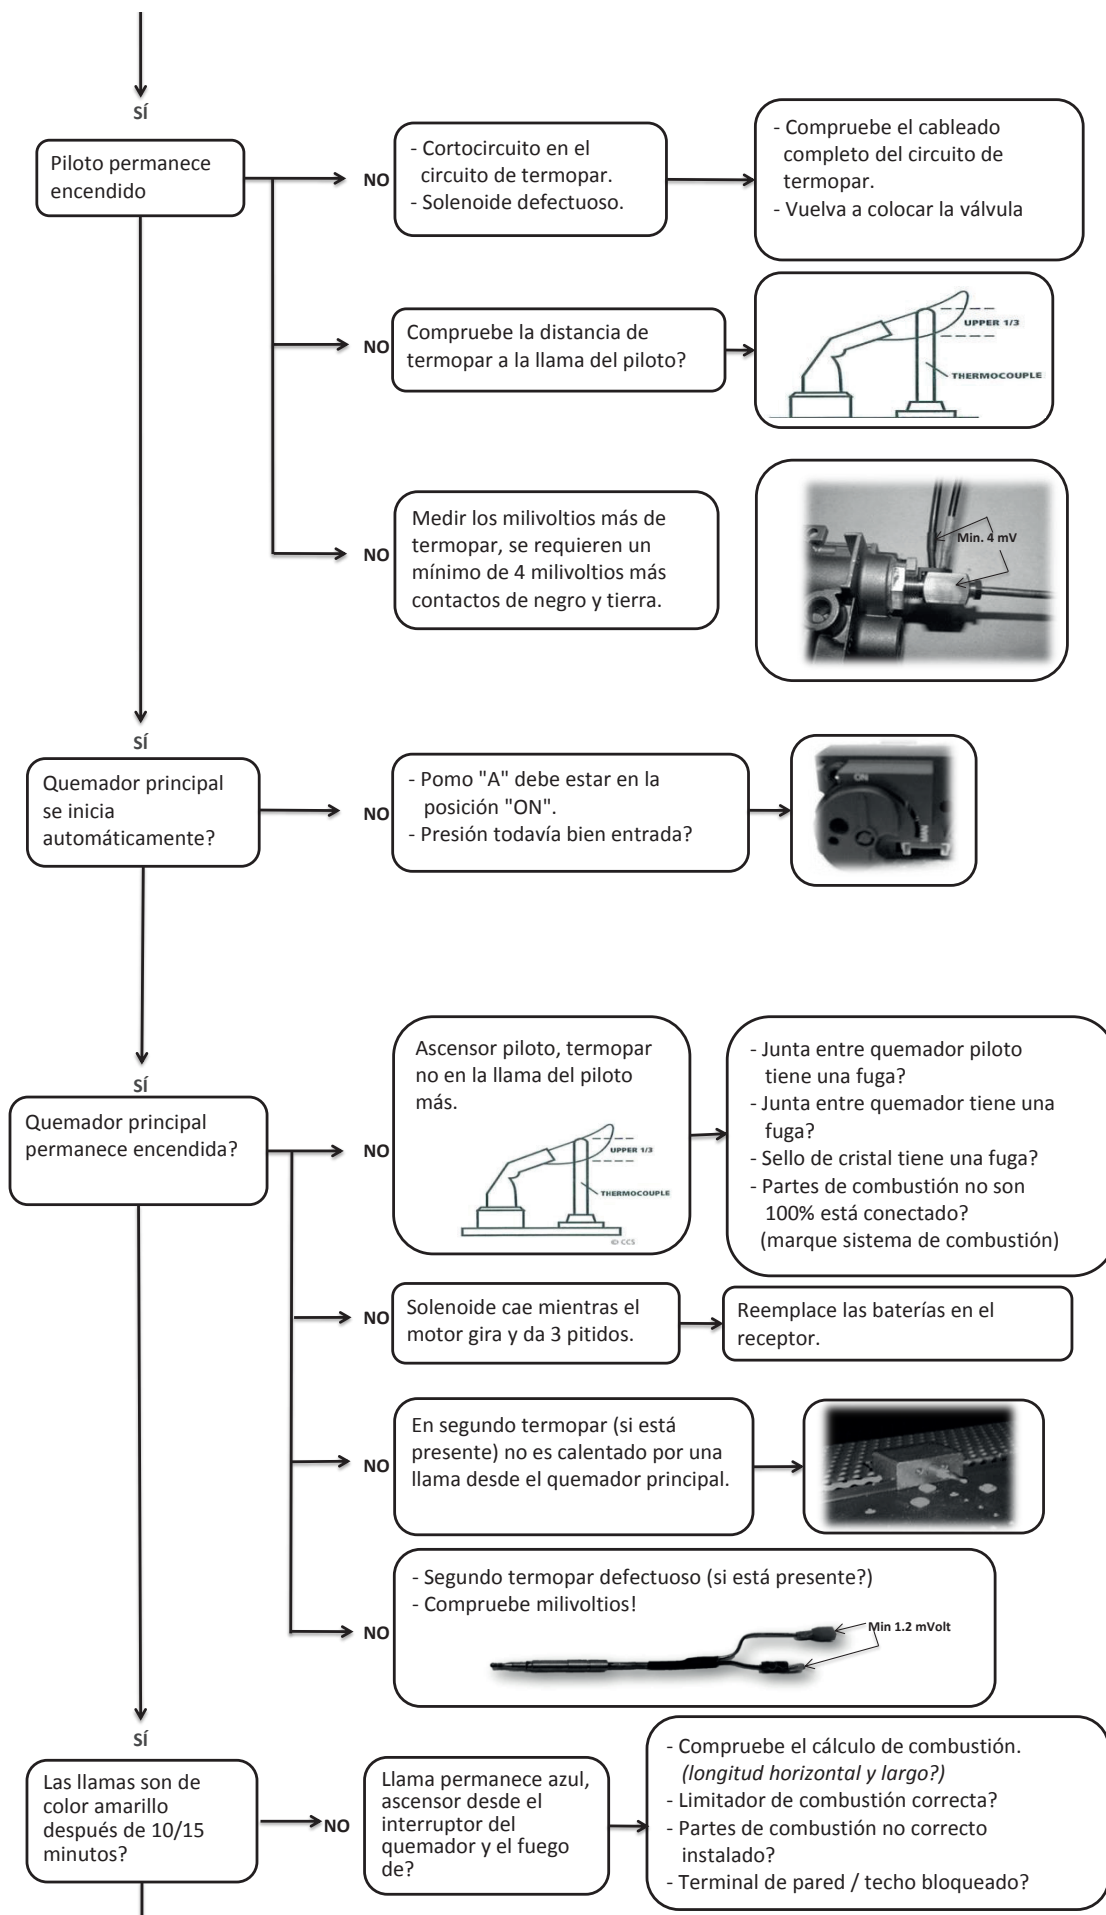 SÍ
Piloto permanece
encendido
NO
- Cortocircuito en el
circuito de termopar.
- Solenoide defectuoso.
- Compruebe el cableado
completo del circuito de
termopar.
- Vuelva a colocar la válvula
NO
Compruebe la distancia de
termopar a la llama del piloto?
UPPER 1/3
THERMOCOUPLE
NO
Medir los milivoltios más de
termopar, se requieren un
mínimo de 4 milivoltios más
contactos de negro y tierra.
Min. 4 mV
SÍ
Quemador principal
se inicia
automáticamente?
NO
- Pomo "A" debe estar en la
posición "ON".
- Presión todavía bien entrada?
ON
MAN
SÍ
Quemador principal
permanece encendida?
NO
Ascensor piloto, termopar
no en la llama del piloto
más.
UPPER 1/3
THERMOCOUPLE
© CCS
- Junta entre quemador piloto
tiene una fuga?
- Junta entre quemador tiene una
fuga?
- Sello de cristal tiene una fuga?
- Partes de combustión no son
100% está conectado?
(marque sistema de combustión)
NO
Solenoide cae mientras el
motor gira y da 3 pitidos.
Reemplace las baterías en el
receptor.
NO
En segundo termopar (si está
presente) no es calentado por una
llama desde el quemador principal.
NO
- Segundo termopar defectuoso (si está presente?)
- Compruebe milivoltios!
Min 1.2 mVolt
SÍ
Las llamas son de
color amarillo
después de 10/15
minutos?
NO
Llama permanece azul,
ascensor desde el
interruptor del
quemador y el fuego
de?
- Compruebe el cálculo de combustión.
(longitud horizontal y largo?)
- Limitador de combustión correcta?
- Partes de combustión no correcto
instalado?
- Terminal de pared / techo bloqueado?